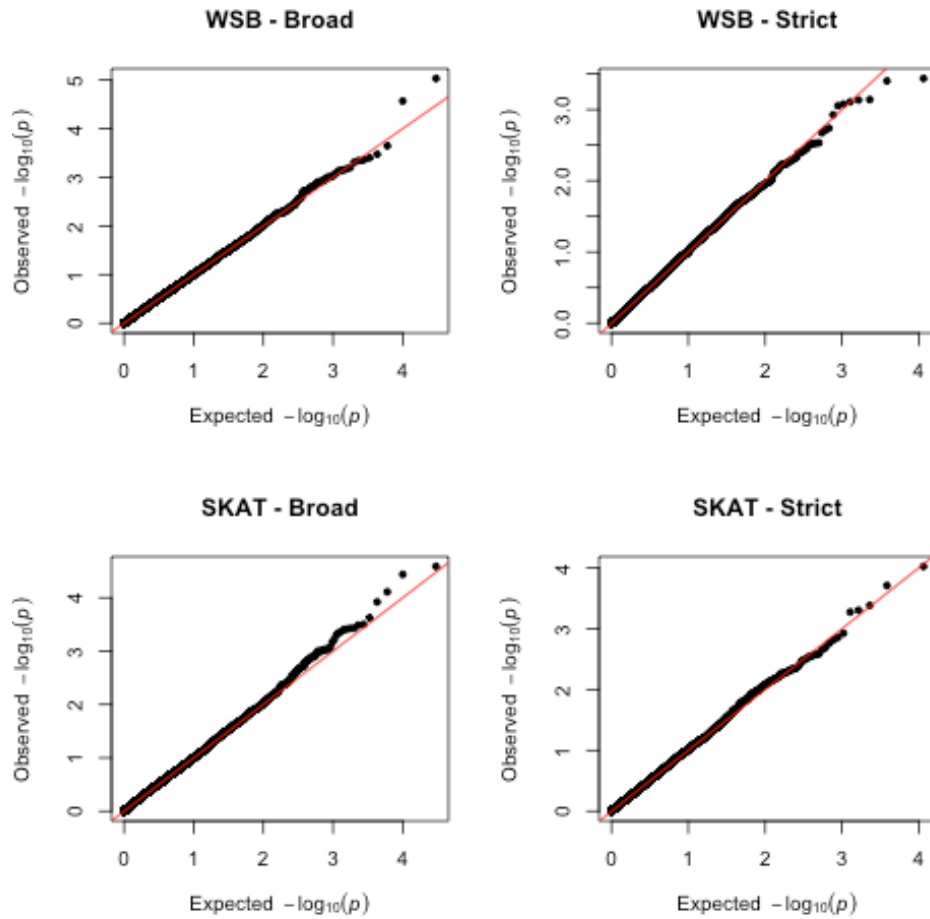 WSB - Broad
5
4
3
2
1
0
Observed −log10(p)
0 1 2 3 4
Expected −log10(p)
WSB - Strict
3.0
2.0
1.0
0.0
Observed −log10(p)
0 1 2 3 4
Expected −log10(p)
SKAT - Broad
4
3
2
1
0
Observed −log10(p)
0 1 2 3 4
Expected −log10(p)
SKAT - Strict
4
3
2
1
0
Observed −log10(p)
0 1 2 3 4
Expected −log10(p)